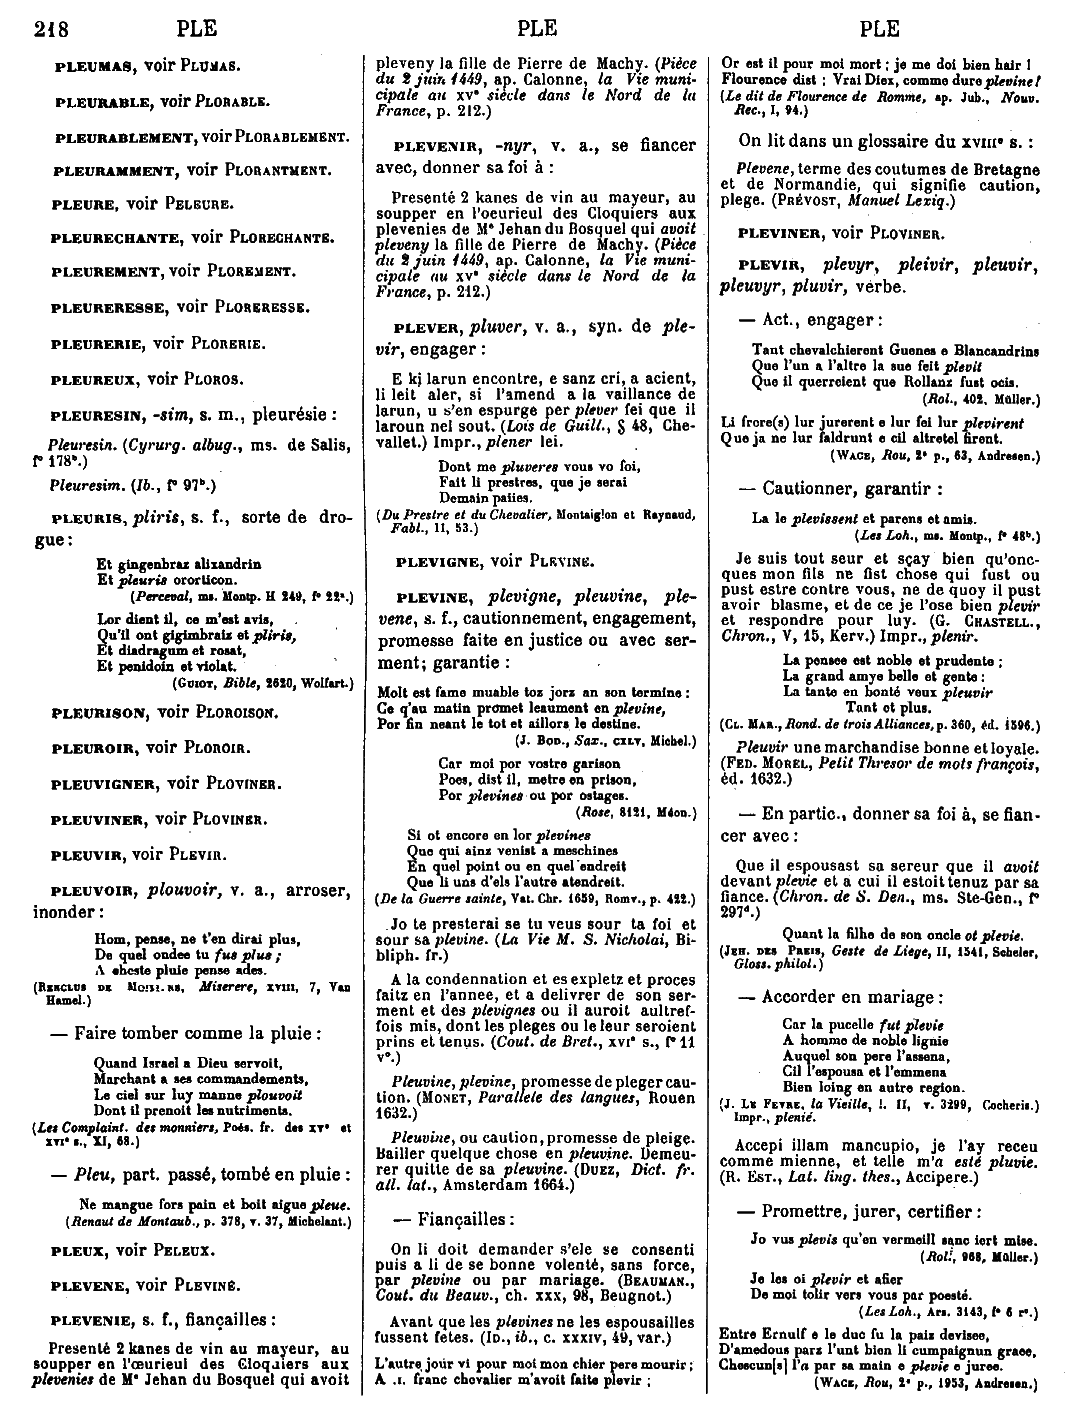 218 PLE PLE PLE
PLEUMAS, voir PLUMAS.
PLEURABLE, voir PLORABLE.
PLEURABLEMENT, voir PLORABLEMENT.
PLEURAMMENT, voir PLORANTMENT.
PLEURE, voir PELEURE.
PLEURECHANTE, voir PLORECHANTE.
PLEUREMENT, voir PLOREMENT.
PLEURERESSE, voir PLORERESSE.
PLEURERIE, voir PLORERIE.
PLEUREUX, voir PLOROS.
PLEURESIN, -sim, s. m., pleurésie :
Pleuresin. (Cyrurg. albug., ms. de Salis,
f° 178ᵇ.)
Pleuresim. (Ib., f° 97ᵇ.)
PLEURIS, pliris, s. f., sorte de dro-
gue :
Et gingenbraz alixandrin
Et pleuris ororticon.
(Perceval, ms. Montp. H 249, f° 22ᵃ.)
Lor dient il, ce m'est avis,
Qu'il ont gigimbraiz et pliris,
Et diadragum et rosat,
Et penidoin et violat.
(GUIOT, Bible, 2620, Wolfart.)
PLEURISON, voir PLOROISON.
PLEUROIR, voir PLOROIR.
PLEUVIGNER, voir PLOVINER.
PLEUVINER, voir PLOVINER.
PLEUVIR, voir PLEVIR.
PLEUVOIR, plouvoir, v. a., arroser,
inonder :
Hom, pense, ne t'en dirai plus,
De quel ondee tu fus plus ;
A cheste pluie pense ades.
(RENCLUS DE MOILIENS, Miserere, XVIII, 7, Van
Hamel.)
— Faire tomber comme la pluie :
Quand Israel a Dieu servoit,
Marchant a ses commandements,
Le ciel sur luy manne plouvoit
Dont il prenoit les nutriments.
(Les Complaint. des monniers, Poés. fr. des XVᵉ et
XVIᵉ s., XI, 68.)
— Pleu, part. passé, tombé en pluie :
Ne mangue fors pain et boit aigue pleue.
(Renaut de Montaub., p. 378, v. 37, Michelant.)
PLEUX, voir PELEUX.
PLEVENE, voir PLEVINE.
PLEVENIE, s. f., fiançailles :
Presenté 2 kanes de vin au mayeur, au
soupper en l'œurieul des Cloquiers aux
plevenies de Mᵉ Jehan du Bosquel qui avoit
pleveny la fille de Pierre de Machy. (Pièce
du 2 juin 1449, ap. Calonne, la Vie muni-
cipale au XVᵉ siècle dans le Nord de la
France, p. 212.)
PLEVENIR, -nyr, v. a., se fiancer
avec, donner sa foi à :
Presenté 2 kanes de vin au mayeur, au
soupper en l'oeurieul des Cloquiers aux
plevenies de Mᵉ Jehan du Bosquel qui avoit
pleveny la fille de Pierre de Machy. (Pièce
du 2 juin 1449, ap. Calonne, la Vie muni-
cipale au XVᵉ siècle dans le Nord de la
France, p. 212.)
PLEVER, pluver, v. a., syn. de ple-
vir, engager :
E ki larun encontre, e sanz cri, a acient,
li leit aler, si l'amend a la vaillance de
larun, u s'en espurge per plever fei que il
laroun nel sout. (Lois de Guill., § 48, Che-
vallet.) Impr., plener lei.
Dont me pluveres vous vo foi,
Fait li prestres, que je serai
Demain paiies.
(Du Prestre et du Chevalier, Montaiglon et Raynaud,
Fabl., II, 53.)
PLEVIGNE, voir PLEVINE.
PLEVINE, plevigne, pleuvine, ple-
vene, s. f., cautionnement, engagement,
promesse faite en justice ou avec ser-
ment ; garantie :
Molt est fame muable toz jorz an son termine :
Ce q'au matin promet leaument en plevine,
Por fin neant le tot et aillors le destine.
(J. BOD., Sax., CXLV, Michel.)
Car moi por vostre garison
Poes, dist il, metre en prison,
Por plevines ou por ostages.
(Rose, 8121, Méon.)
Si ot encore en lor plevines
Que qui ainz venist a meschines
En quel point ou en quel endreit
Que li uns d'els l'autre atendreit.
(De la Guerre sainte, Vat. Chr. 1659, Romv., p. 422.)
Jo te presterai se tu veus sour ta foi et
sour sa plevine. (La Vie M. S. Nicholai, Bi-
bliph. fr.)
A la condennation et es expletz et proces
faitz en l'annee, et a delivrer de son ser-
ment et des plevignes ou il auroit aultref-
fois mis, dont les pleges ou le leur seroient
prins et tenus. (Cout. de Bret., XVIᵉ s., f° 11
v°.)
Pleuvine, plevine, promesse de pleger cau-
tion. (MONET, Parallele des langues, Rouen
1632.)
Pleuvine, ou caution, promesse de pleige.
Bailler quelque chose en pleuvine. Demeu-
rer quitte de sa pleuvine. (DUEZ, Dict. fr.
all. lat., Amsterdam 1664.)
— Fiançailles :
On li doit demander s'ele se consenti
puis a li de se bonne volenté, sans force,
par plevine ou par mariage. (BEAUMAN.,
Cout. du Beauv., ch. XXX, 98, Beugnot.)
Avant que les plevines ne les espousailles
fussent fetes. (ID., ib., c. XXXIV, 49, var.)
L'autre jour vi pour moi mon chier pere mourir ;
A .I. franc chevalier m'avoit faite plevir ;
Or est il pour moi mort ; je me doi bien hair !
Flourence dist : Vrai Diex, comme dure plevine !
(Le dit de Flourence de Romme, ap. Jub., Nouv.
Rec., I, 94.)
On lit dans un glossaire du XVIIIᵉ s. :
Plevene, terme des coutumes de Bretagne
et de Normandie, qui signifie caution,
plege. (PRÉVOST, Manuel Lexiq.)
PLEVINER, voir PLOVINER.
PLEVIR, plevyr, pleivir, pleuvir,
pleuvyr, pluvir, verbe.
— Act., engager :
Tant chevalchierent Guenes e Blancandrins
Que l'un a l'altre la sue feit plevit
Que il querreient que Rollanz fust ocis.
(Rol., 402, Müller.)
Li frere(s) lur jurerent e lur fei lur plevirent
Que ja ne lur faldrunt e cil altretel firent.
(WACE, Rou, 2ᵉ p., 63, Andresen.)
— Cautionner, garantir :
La le plevissent et parens et amis.
(Les Loh., ms. Montp., f° 48ᵇ.)
Je suis tout seur et sçay bien qu'onc-
ques mon fils ne fist chose qui fust ou
pust estre contre vous, ne de quoy il pust
avoir blasme, et de ce je l'ose bien plevir
et respondre pour luy. (G. CHASTELL.,
Chron., V, 15, Kerv.) Impr., plenir.
La pensee est noble et prudente ;
La grand amye belle et gente :
La tante en bonté veux pleuvir
Tant et plus.
(CL. MAR., Rond. de trois Alliances, p. 360, éd. 1596.)
Pleuvir une marchandise bonne et loyale.
(FED. MOREL, Petit Thresor de mots françois,
éd. 1632.)
— En partic., donner sa foi à, se fian-
cer avec :
Que il espousast sa sereur que il avoit
devant plevie et a cui il estoit tenuz par sa
fiance. (Chron. de S. Den., ms. Ste-Gen., f°
297ᵈ.)
Quant la filhe de son oncle ot plevie.
(JEH. DES PREIS, Geste de Liege, II, 1541, Scheler,
Gloss. philol.)
— Accorder en mariage :
Car la pucelle fut plevie
A homme de noble lignie
Auquel son pere l'assena,
Cil l'espousa et l'emmena
Bien loing en autre region.
(J. LE FEVRE, la Vieille, l. II, v. 3299, Cocheris.)
Impr., plenié.
Accepi illam mancupio, je l'ay receu
comme mienne, et telle m'a esté pluvie.
(R. EST., Lat. ling. thes., Accipere.)
— Promettre, jurer, certifier :
Jo vus plevis qu'en vermeill sanc iert mise.
(Rol., 968, Müller.)
Je les oi plevir et afier
De moi tolir vers vous par poesté.
(Les Loh., Ars. 3143, f° 6 r°.)
Entre Ernulf e le duc fu la paiz devisee,
D'amedous parz l'unt bien li cumpaignun graee,
Chescun[s] l'a par sa main e plevie e juree.
(WACE, Rou, 2ᵉ p., 1953, Andresen.)